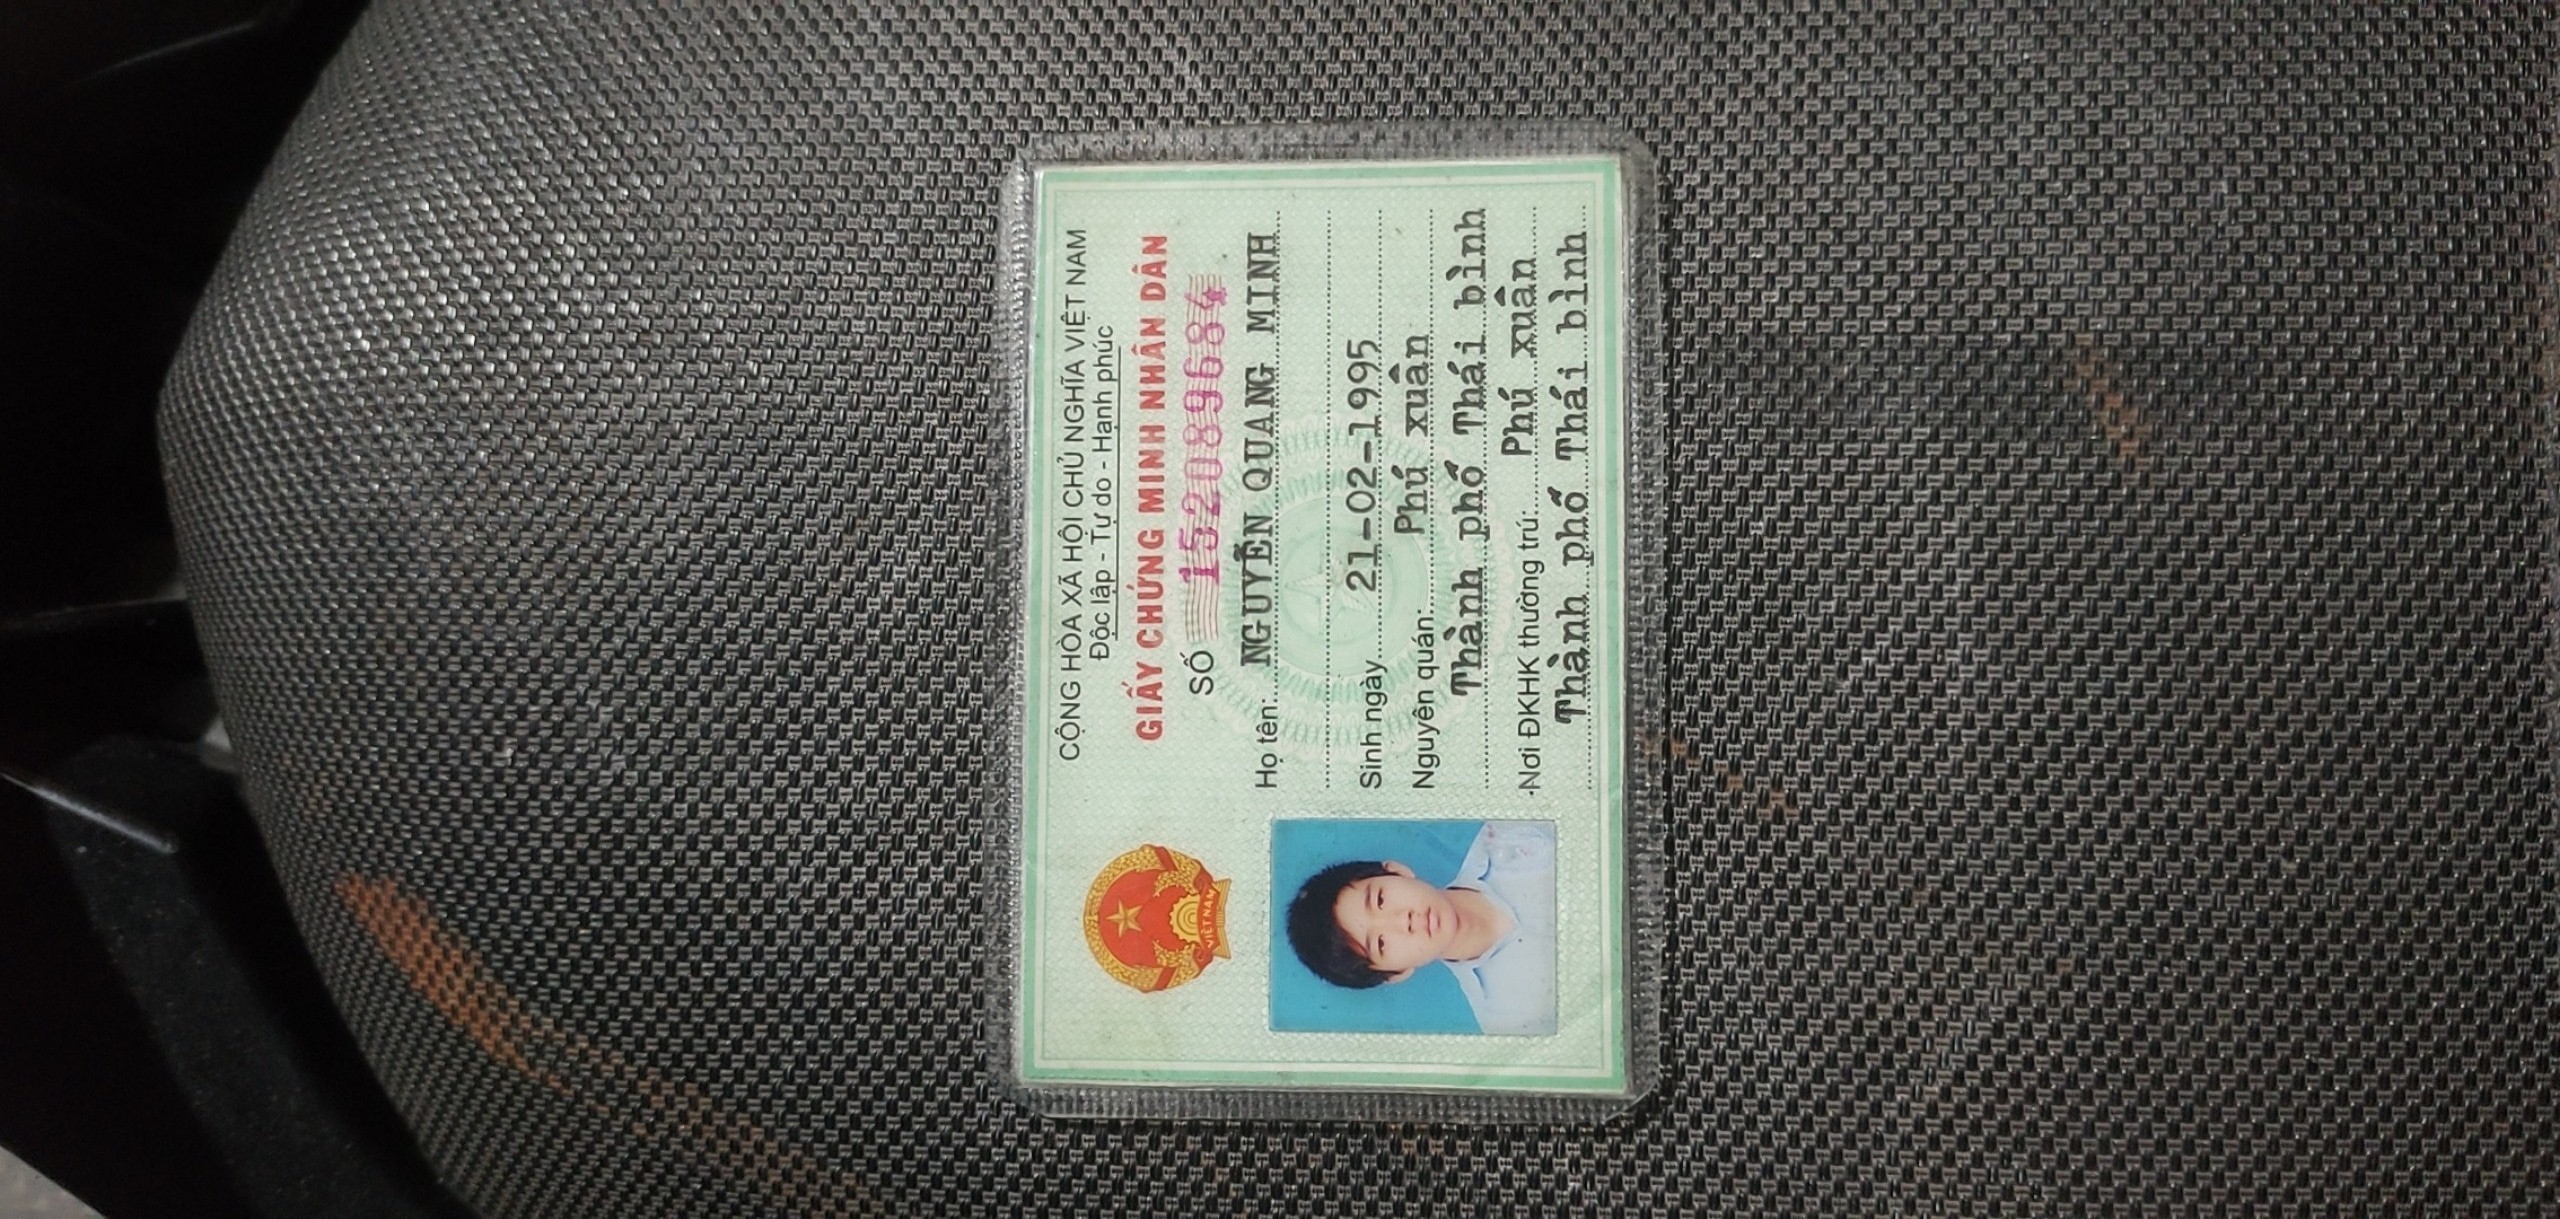 CỘNG HÒA XÃ HỘI CHỦ NGHĨA VIỆT NAM
Độc lập - Tự do - Hạnh phúc
GIẤY CHỨNG MINH NHÂN DÂN
SỐ 152089684
Họ tên: NGUYỄN QUANG MINH
Sinh ngày 21-02-1995
Nguyên quán: Phú xuân
Thành phố Thái bình
Nơi ĐKHK thường trú: Phú xuân
Thành phố Thái bình
VIỆT NAM